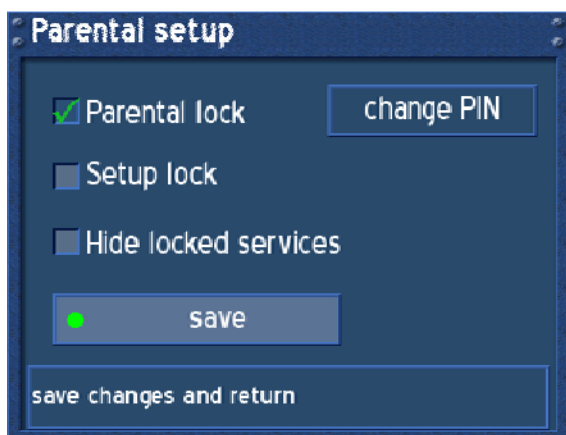 Parental setup
Parental lock
change PIN
Setup lock
Hide locked services
save
save changes and return